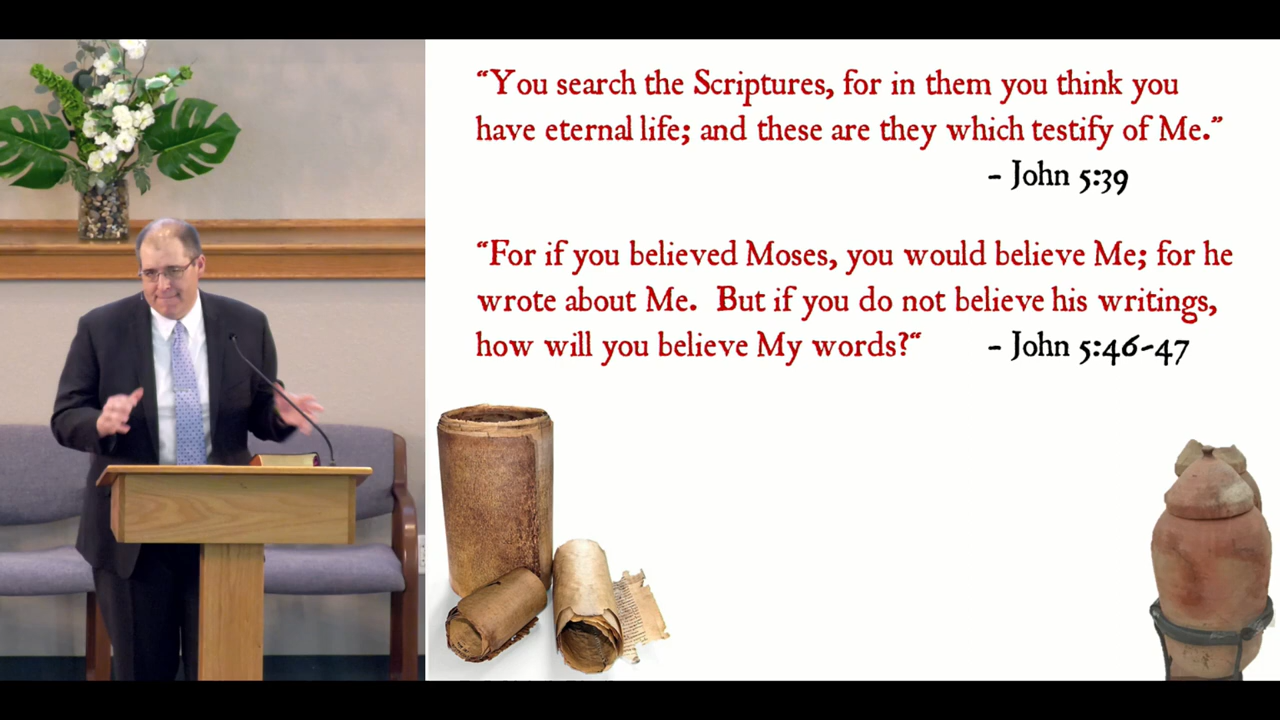 “You search the Scriptures, for in them you think you
have eternal life; and these are they which testify of Me.”
– John 5:39
“For if you believed Moses, you would believe Me; for he
wrote about Me. But if you do not believe his writings,
how will you believe My words?“ – John 5:46-47